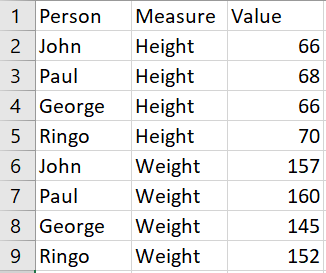 1 Person Measure Value
2 John Height 66
3 Paul Height 68
4 George Height 66
5 Ringo Height 70
6 John Weight 157
7 Paul Weight 160
8 George Weight 145
9 Ringo Weight 152